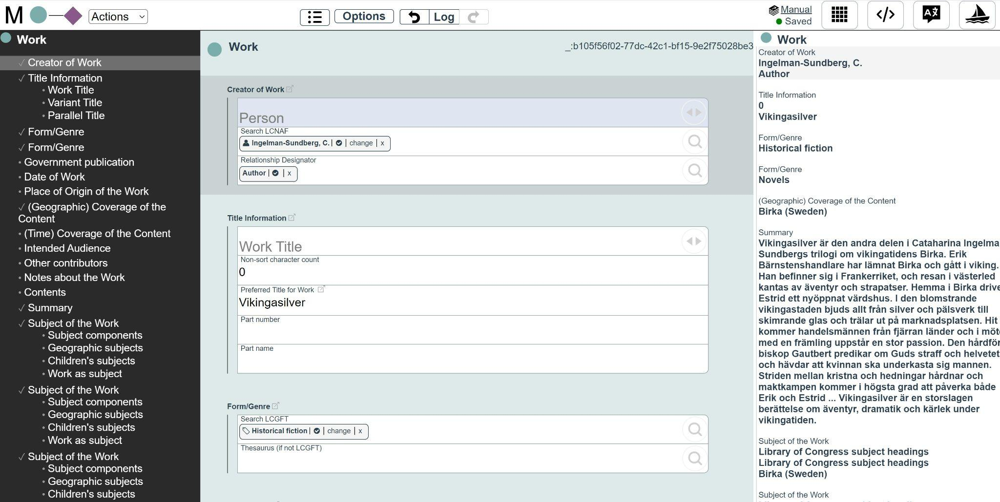 M
Actions
Options
Log
Manual
Saved
Work
✓ Creator of Work
✓ Title Information
• Work Title
• Variant Title
• Parallel Title
✓ Form/Genre
✓ Form/Genre
• Government publication
• Date of Work
• Place of Origin of the Work
✓ (Geographic) Coverage of the
Content
• (Time) Coverage of the Content
• Intended Audience
• Other contributors
• Notes about the Work
• Contents
✓ Summary
✓ Subject of the Work
• Subject components
• Geographic subjects
• Children's subjects
• Work as subject
✓ Subject of the Work
• Subject components
• Geographic subjects
• Children's subjects
• Work as subject
✓ Subject of the Work
• Subject components
• Geographic subjects
• Children's subjects
Work
_:b105f56f02-77dc-42c1-bf15-9e2f75028be3
Creator of Work
Person
Search LCNAF
Ingelman-Sundberg, C. | | change | x
Relationship Designator
Author | | x
Title Information
Work Title
Non-sort character count
0
Preferred Title for Work
Vikingasilver
Part number
Part name
Form/Genre
Search LCGFT
Historical fiction | | change | x
Thesaurus (if not LCGFT)
Work
Creator of Work
Ingelman-Sundberg, C.
Author
Title Information
0
Vikingasilver
Form/Genre
Historical fiction
Form/Genre
Novels
(Geographic) Coverage of the Content
Birka (Sweden)
Summary
Vikingasilver är den andra delen i Cataharina Ingelma
Sundbergs trilogi om vikingatidens Birka. Erik
Bärnstenshandlare har lämnat Birka och gått i viking.
Han befinner sig i Frankerriket, och resan i västerled
kantas av äventyr och strapatser. Hemma i Birka drive
Estrid ett nyöppnat värdshus. I den blomstrande
vikingastaden bjuds allt från silver och pälsverk till
skimrande glas och trälar ut på marknadsplatsen. Hit
kommer handelsmännen från fjärran länder och i möte
med en främling uppstår en stor passion. Den hårdför
biskop Gautbert predikar om Guds straff och helvetet
och hävdar att kvinnan ska underkasta sig mannen.
Striden mellan kristna och hedningar hårdnar och
maktkampen kommer i högsta grad att påverka både
Erik och Estrid ... Vikingasilver är en storslagen
berättelse om äventyr, dramatik och kärlek under
vikingatiden.
Subject of the Work
Library of Congress subject headings
Library of Congress subject headings
Birka (Sweden)
Subject of the Work